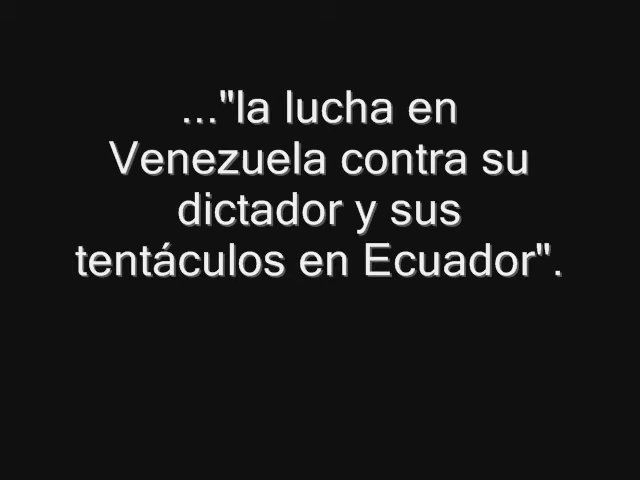 ..."la lucha en
Venezuela contra su
dictador y sus
tentáculos en Ecuador".